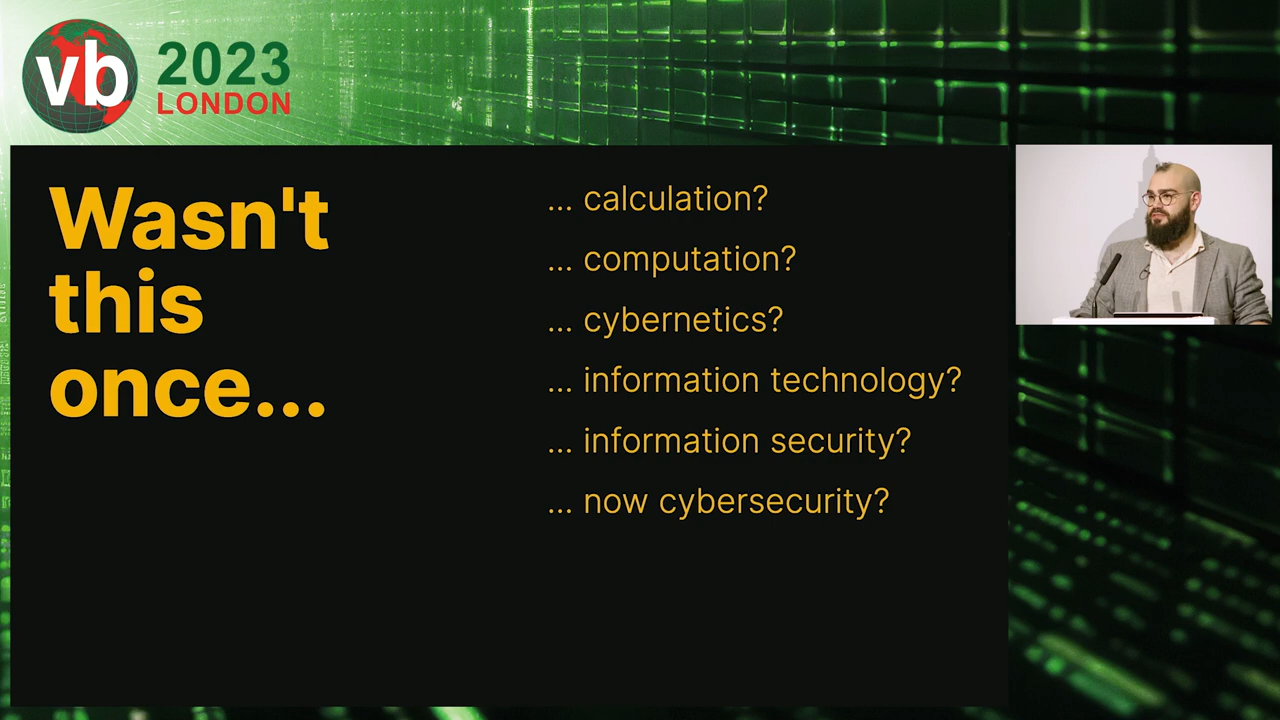 vb 2023
LONDON
Wasn't
this
once...
... calculation?
... computation?
... cybernetics?
... information technology?
... information security?
... now cybersecurity?